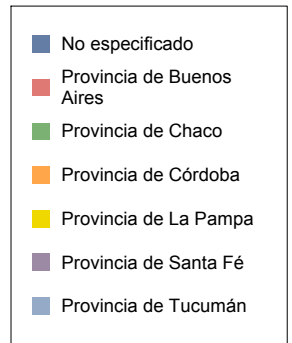 No especificado
Provincia de Buenos
Aires
Provincia de Chaco
Provincia de Córdoba
Provincia de La Pampa
Provincia de Santa Fé
Provincia de Tucumán